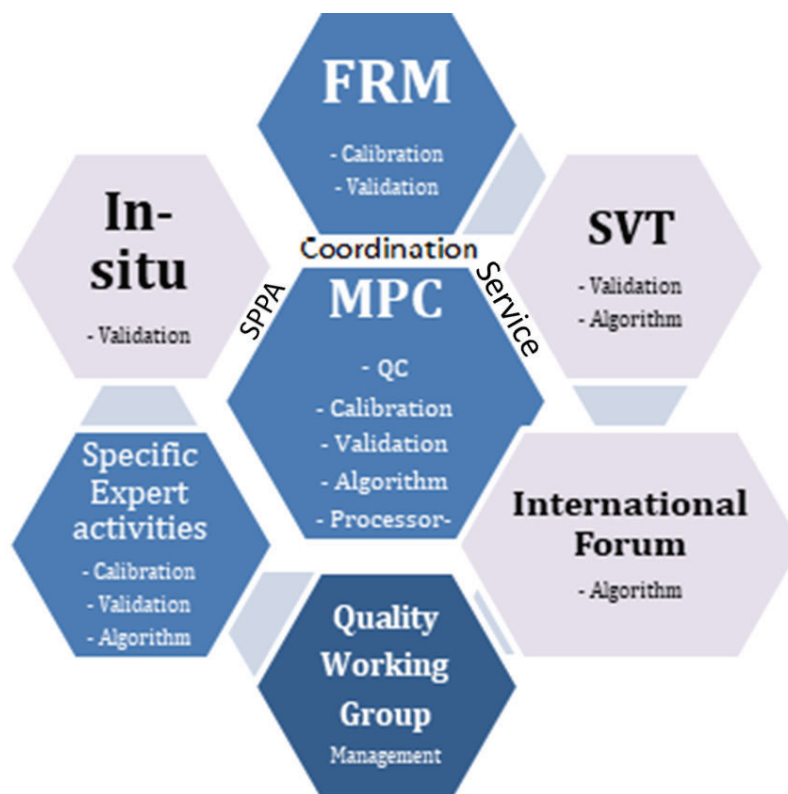 FRM
- Calibration
- Validation
In-
situ
- Validation
SVT
- Validation
- Algorithm
Coordination
SPPA
Service
MPC
- QC
- Calibration
- Validation
- Algorithm
- Processor-
Specific
Expert
activities
- Calibration
- Validation
- Algorithm
International
Forum
- Algorithm
Quality
Working
Group
Management